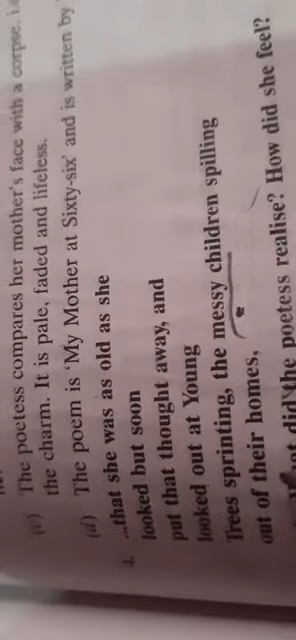 (c) The poetess compares her mother's face with a corpse.
the charm. It is pale, faded and lifeless.
(d) The poem is 'My Mother at Sixty-six' and is written by
3. ...that she was as old as she
looked but soon
put that thought away, and
looked out at Young
Trees sprinting, the messy children spilling
out of their homes,
did the poetess realise? How did she feel?